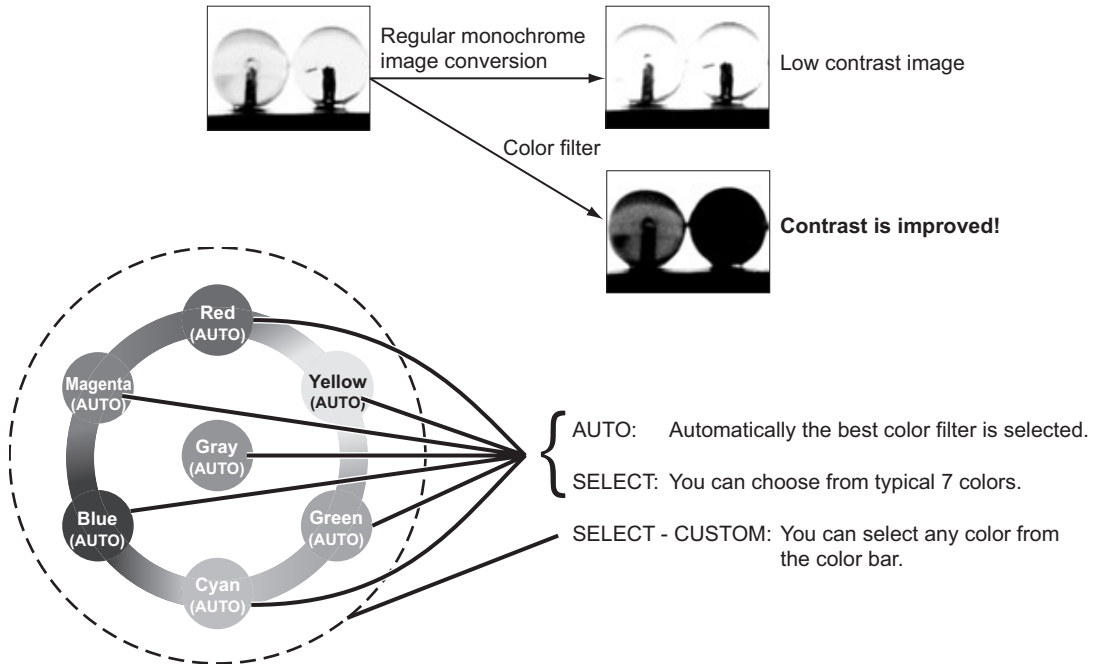 Regular monochrome
image conversion
Low contrast image
Color filter
Contrast is improved!
Red
(AUTO)
Magenta
(AUTO)
Yellow
(AUTO)
Gray
(AUTO)
Blue
(AUTO)
Green
(AUTO)
Cyan
(AUTO)
AUTO: Automatically the best color filter is selected.
SELECT: You can choose from typical 7 colors.
SELECT - CUSTOM: You can select any color from
the color bar.